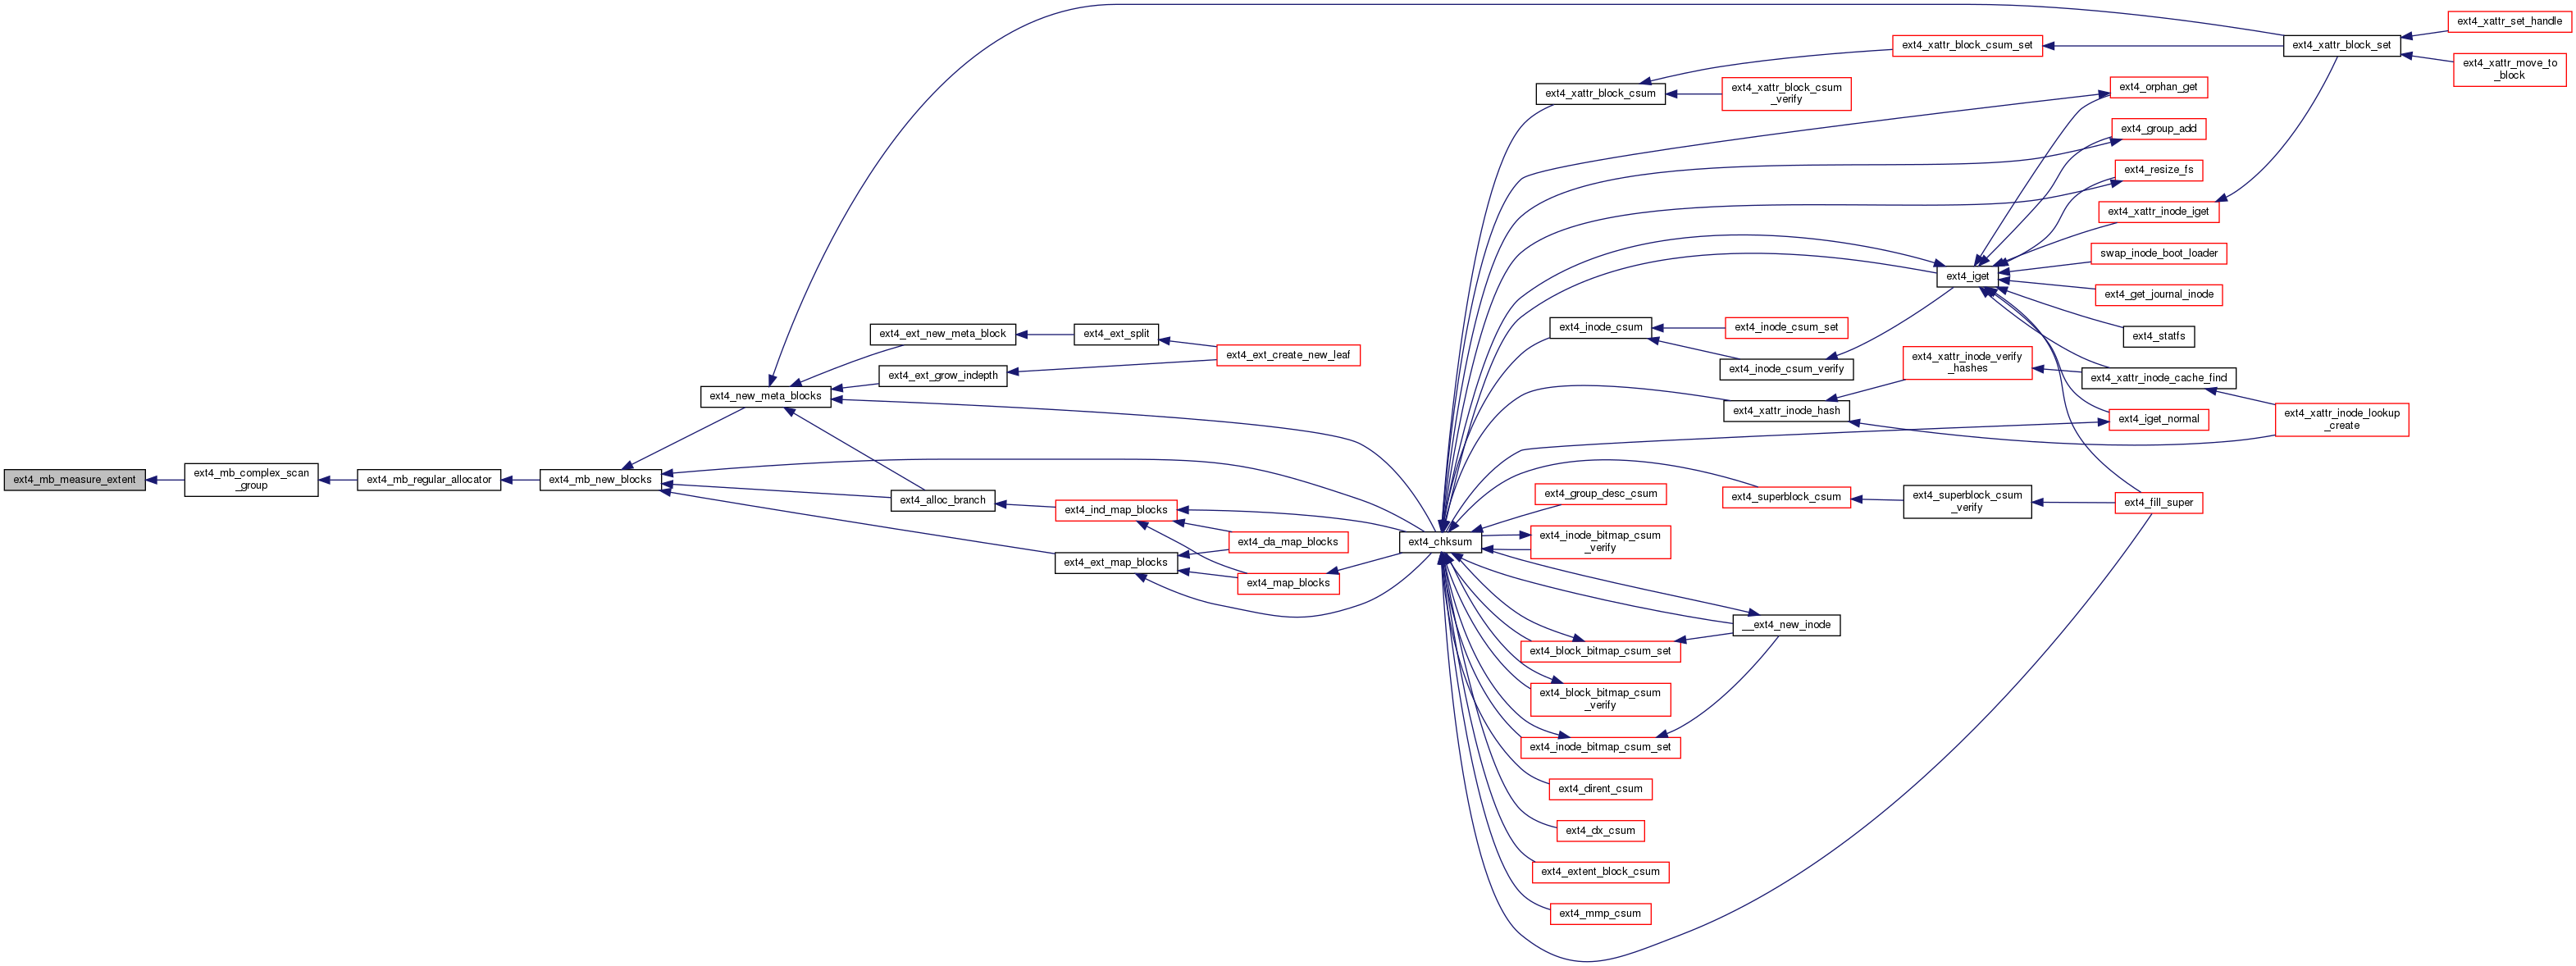 ext4_mb_measure_extent
ext4_mb_complex_scan
_group
ext4_mb_regular_allocator
ext4_mb_new_blocks
ext4_new_meta_blocks
ext4_ext_new_meta_block
ext4_ext_grow_indepth
ext4_alloc_branch
ext4_ext_split
ext4_ext_create_new_leaf
ext4_ind_map_blocks
ext4_ext_map_blocks
ext4_da_map_blocks
ext4_map_blocks
ext4_chksum
ext4_xattr_block_csum
ext4_xattr_block_csum_set
ext4_xattr_block_csum
_verify
ext4_inode_csum
ext4_inode_csum_set
ext4_inode_csum_verify
ext4_xattr_inode_hash
ext4_xattr_inode_verify
_hashes
ext4_superblock_csum
ext4_superblock_csum
_verify
ext4_group_desc_csum
ext4_inode_bitmap_csum
_verify
__ext4_new_inode
ext4_block_bitmap_csum_set
ext4_block_bitmap_csum
_verify
ext4_inode_bitmap_csum_set
ext4_dirent_csum
ext4_dx_csum
ext4_extent_block_csum
ext4_mmp_csum
ext4_iget
ext4_orphan_get
ext4_group_add
ext4_resize_fs
ext4_xattr_inode_iget
swap_inode_boot_loader
ext4_get_journal_inode
ext4_statfs
ext4_xattr_inode_cache_find
ext4_iget_normal
ext4_fill_super
ext4_xattr_block_set
ext4_xattr_inode_lookup
_create
ext4_xattr_set_handle
ext4_xattr_move_to
_block